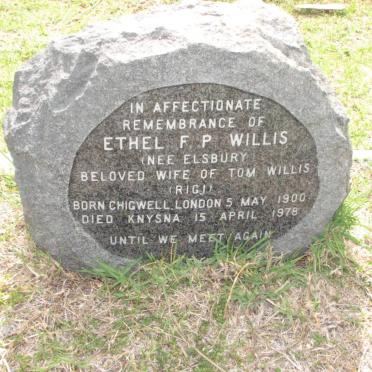 IN AFFECTIONATE
REMEMBRANCE OF
ETHEL F. P. WILLIS
(NEE ELSBURY)
BELOVED WIFE OF TOM WILLIS
(RIGI)
BORN CHIGWELL, LONDON 5 MAY 1900
DIED KNYSNA 15 APRIL 1978
UNTIL WE MEET AGAIN